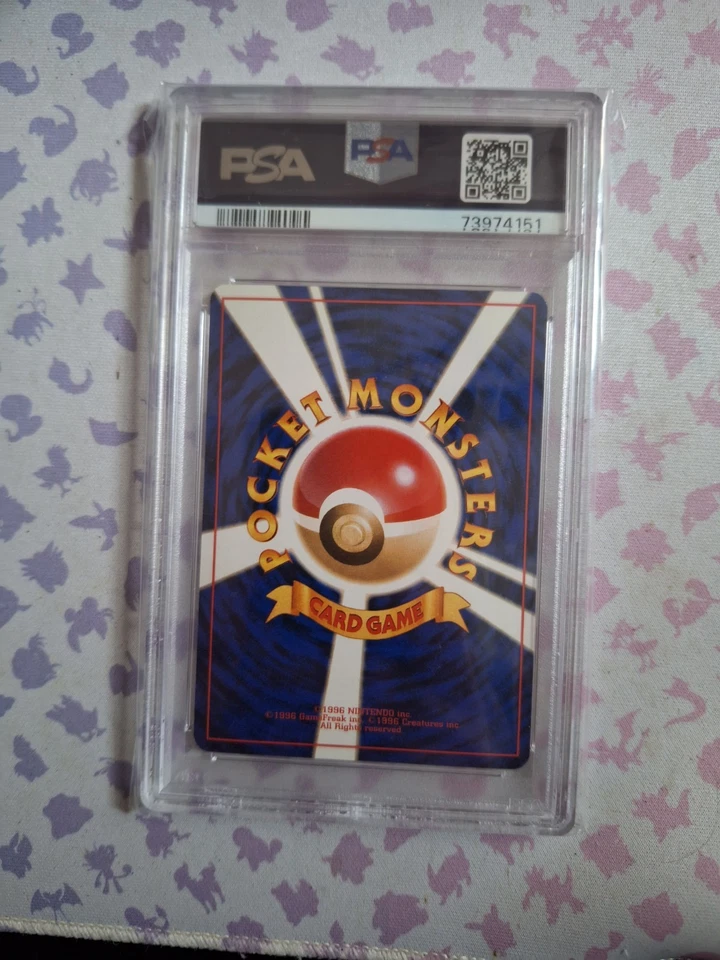 PSA
PSA
73974151
POCKET MONSTERS
CARD GAME
©1996 NINTENDO inc
©1996 GameFreak inc. ©1996 Creatures inc.
All Rights reserved